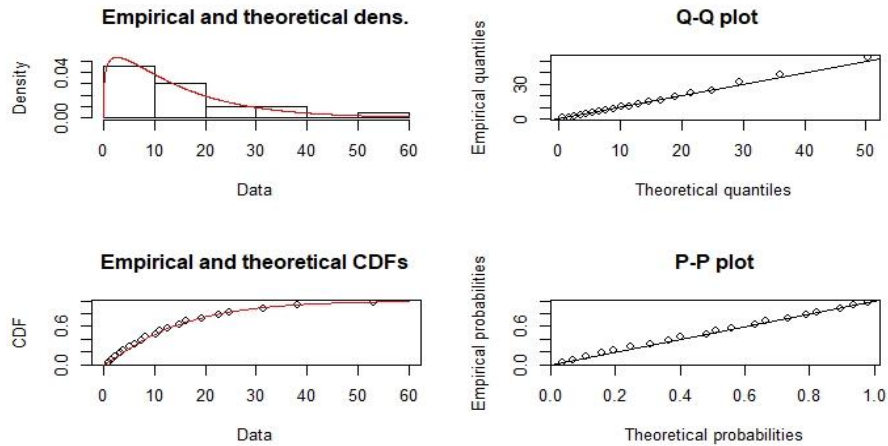 Empirical and theoretical dens.
Density
0.00 0.04
0 10 20 30 40 50 60
Data
Q-Q plot
Empirical quantiles
0 30
0 10 20 30 40 50
Theoretical quantiles
Empirical and theoretical CDFs
CDF
0.0 0.6
0 10 20 30 40 50 60
Data
P-P plot
Empirical probabilities
0.0 0.6
0.0 0.2 0.4 0.6 0.8 1.0
Theoretical probabilities